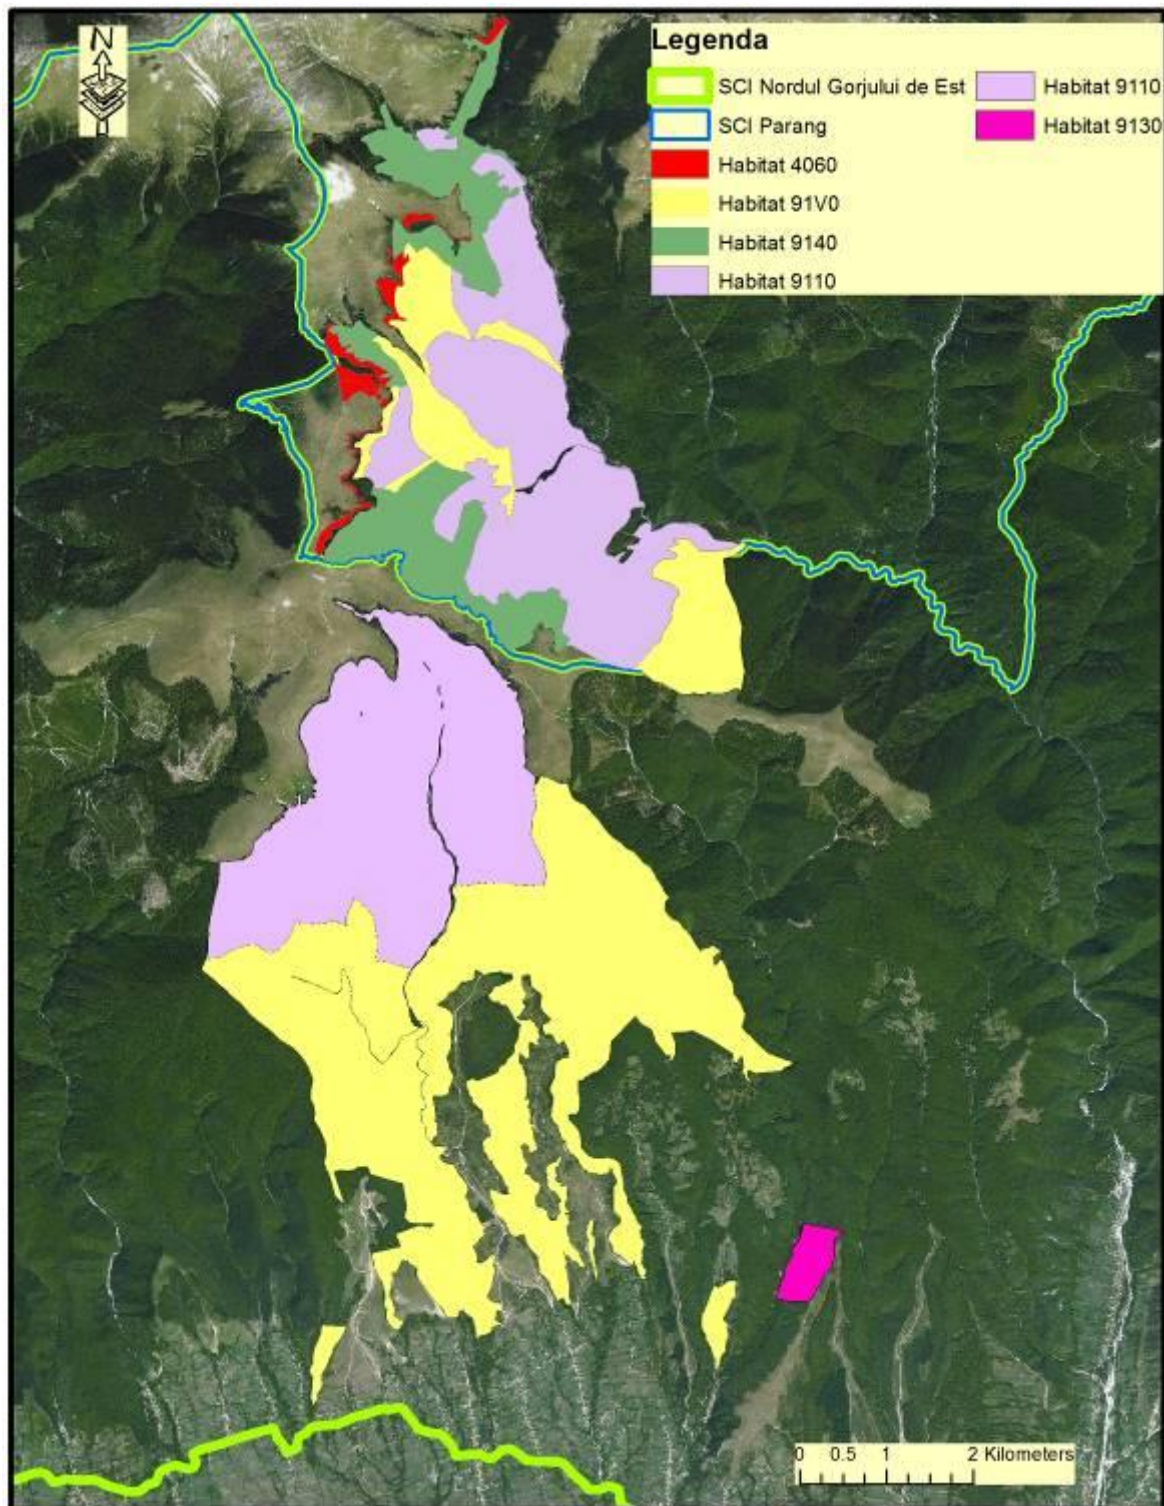 N
Legenda
SCI Nordul Gorjului de Est
SCI Parang
Habitat 4060
Habitat 91V0
Habitat 9140
Habitat 9110
Habitat 9110
Habitat 9130
0 0.5 1 2 Kilometers